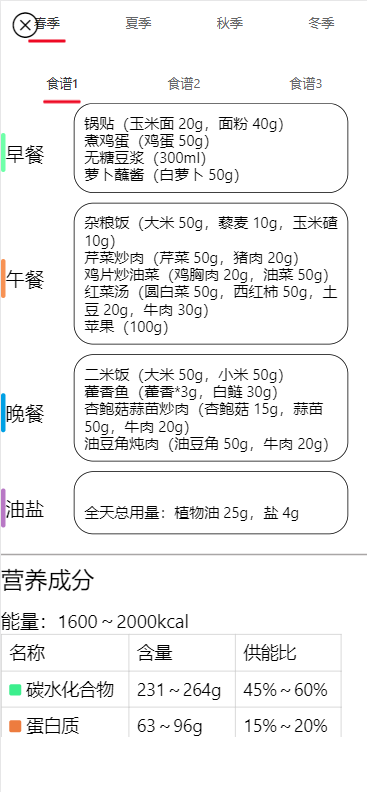 春季 夏季 秋季 冬季
食谱1 食谱2 食谱3
早餐
锅贴（玉米面 20g，面粉 40g）
煮鸡蛋（鸡蛋 50g）
无糖豆浆（300ml）
萝卜蘸酱（白萝卜 50g）
午餐
杂粮饭（大米 50g，藜麦 10g，玉米碴
10g）
芹菜炒肉（芹菜 50g，猪肉 20g）
鸡片炒油菜（鸡胸肉 20g，油菜 50g）
红菜汤（圆白菜 50g，西红柿 50g，土
豆 20g，牛肉 30g）
苹果（100g）
晚餐
二米饭（大米 50g，小米 50g）
藿香鱼（藿香*3g，白鲢 30g）
杏鲍菇蒜苗炒肉（杏鲍菇 15g，蒜苗
50g，牛肉 20g）
油豆角炖肉（油豆角 50g，牛肉 20g）
油盐
全天总用量：植物油 25g，盐 4g
营养成分
能量：1600～2000kcal
名称 含量 供能比
碳水化合物 231～264g 45%～60%
蛋白质 63～96g 15%～20%